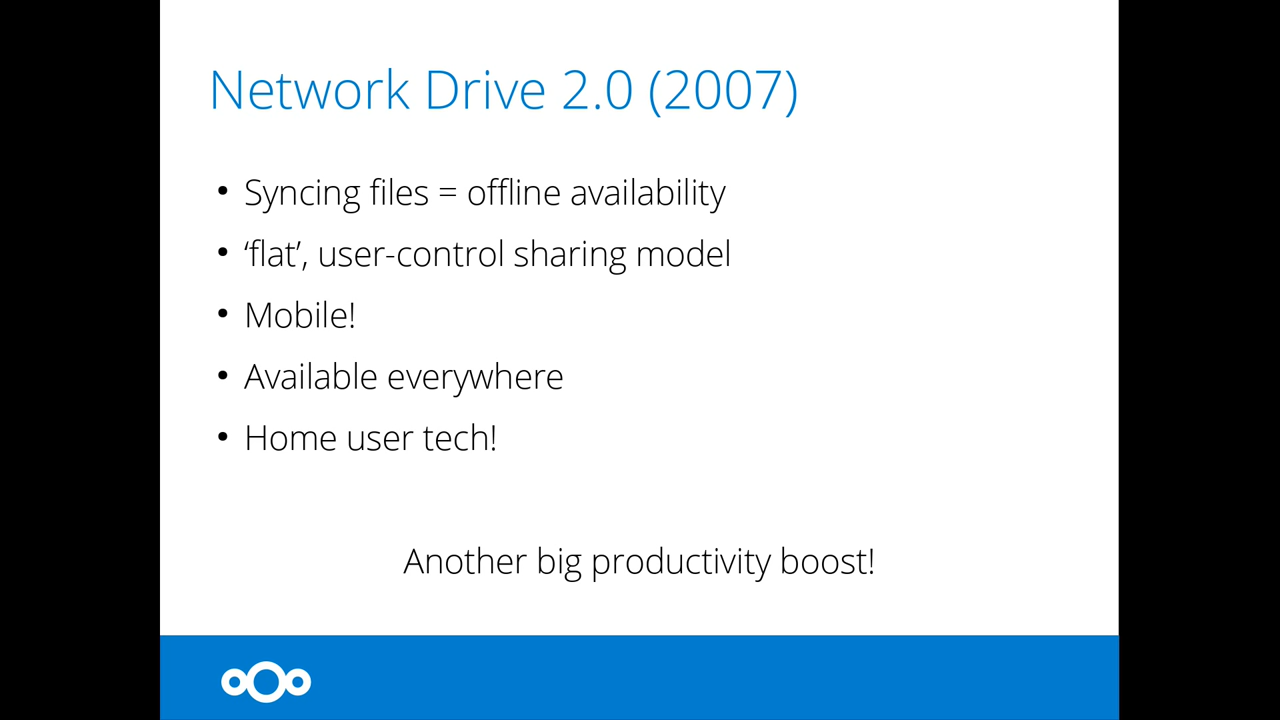 Network Drive 2.0 (2007)
• Syncing files = offline availability
• ‘flat’, user-control sharing model
• Mobile!
• Available everywhere
• Home user tech!
Another big productivity boost!